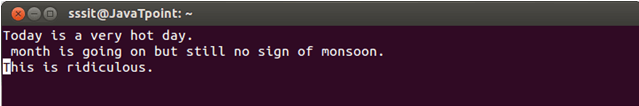 sssit@JavaTpoint: ~
Today is a very hot day.
 month is going on but still no sign of monsoon.
This is ridiculous.